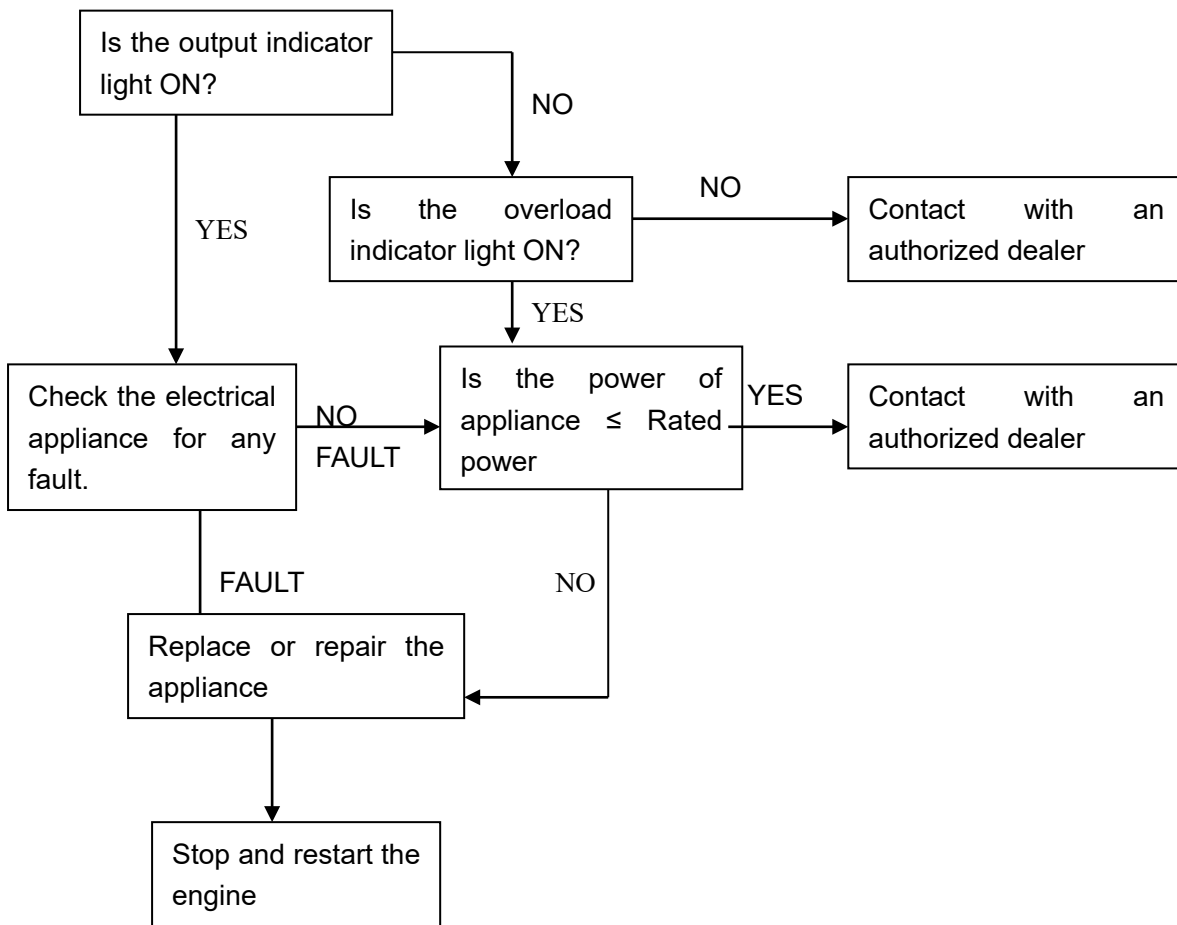 Is the output indicator
light ON?
NO
YES
Is the overload
indicator light ON?
NO
Contact with an
authorized dealer
YES
Check the electrical
appliance for any
fault.
NO
FAULT
Is the power of
appliance ≤ Rated
power
YES
Contact with an
authorized dealer
FAULT
NO
Replace or repair the
appliance
Stop and restart the
engine